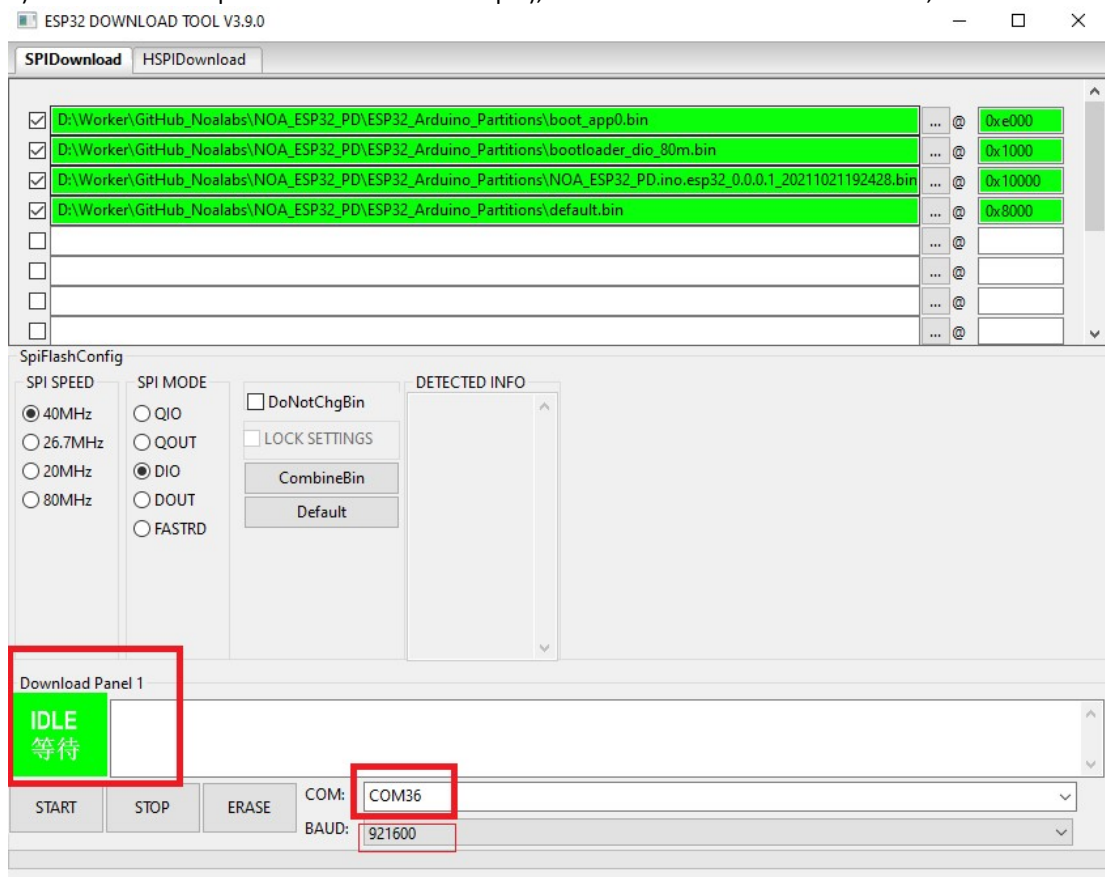 ESP32 DOWNLOAD TOOL V3.9.0
SPIDownload HSPIDownload
D:\Worker\GitHub_Noalabs\NOA_ESP32_PD\ESP32_Arduino_Partitions\boot_app0.bin ... @ 0xe000
D:\Worker\GitHub_Noalabs\NOA_ESP32_PD\ESP32_Arduino_Partitions\bootloader_dio_80m.bin ... @ 0x1000
D:\Worker\GitHub_Noalabs\NOA_ESP32_PD\ESP32_Arduino_Partitions\NOA_ESP32_PD.ino.esp32_0.0.0.1_20211021192428.bin ... @ 0x10000
D:\Worker\GitHub_Noalabs\NOA_ESP32_PD\ESP32_Arduino_Partitions\default.bin ... @ 0x8000
... @
... @
... @
... @
SpiFlashConfig
SPI SPEED SPI MODE DETECTED INFO
40MHz QIO DoNotChgBin
26.7MHz QOUT LOCK SETTINGS
20MHz DIO CombineBin
80MHz DOUT Default
FASTRD
Download Panel 1
IDLE
等待
START STOP ERASE COM: COM36
BAUD: 921600